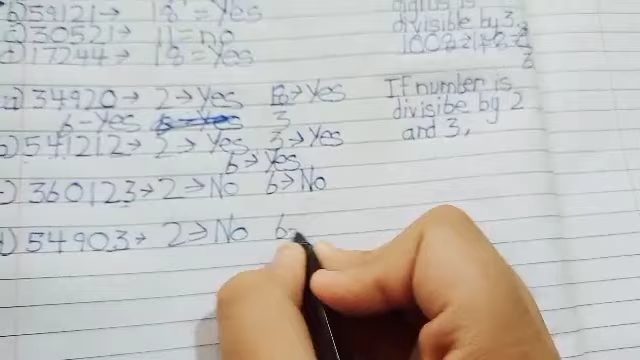 b) 59121→ 18 = Yes
c) 30521→ 11 = no
d) 17244→ 18 = Yes
divisible by 3.
a) 34920→ 2→Yes 18→Yes
6-Yes 3
b) 541212→ 2→ Yes 3→Yes
6→Yes
c) 360123→2→No 6→No
d) 54903→ 2→No 6-
If number is
divisibe by 2
and 3,